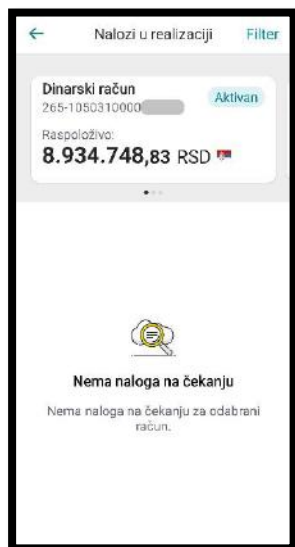 Nalozi u realizaciji Filter
Dinarski račun
Aktivan
265-1050310000
Raspoloživo:
8.934.748,83 RSD
Nema naloga na čekanju
Nema naloga na čekanju za odabrani
račun.